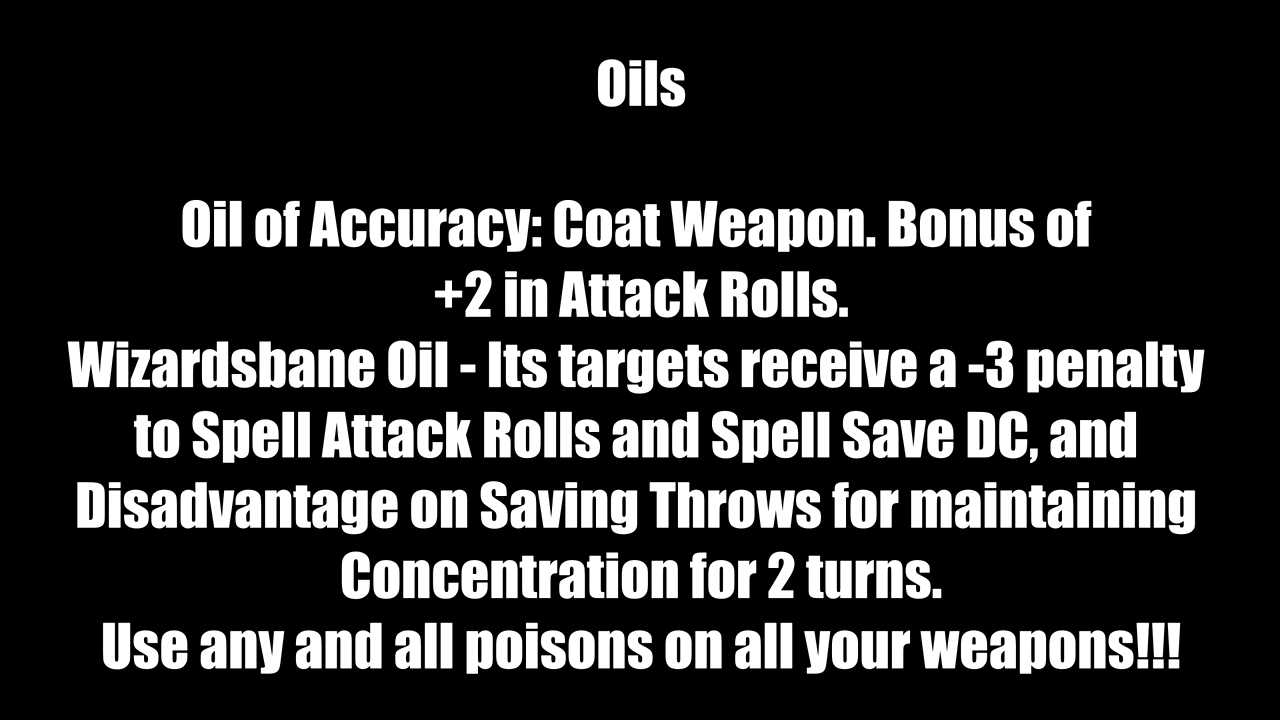 Oils
Oil of Accuracy: Coat Weapon. Bonus of
+2 in Attack Rolls.
Wizardsbane Oil - Its targets receive a -3 penalty
to Spell Attack Rolls and Spell Save DC, and
Disadvantage on Saving Throws for maintaining
Concentration for 2 turns.
Use any and all poisons on all your weapons!!!